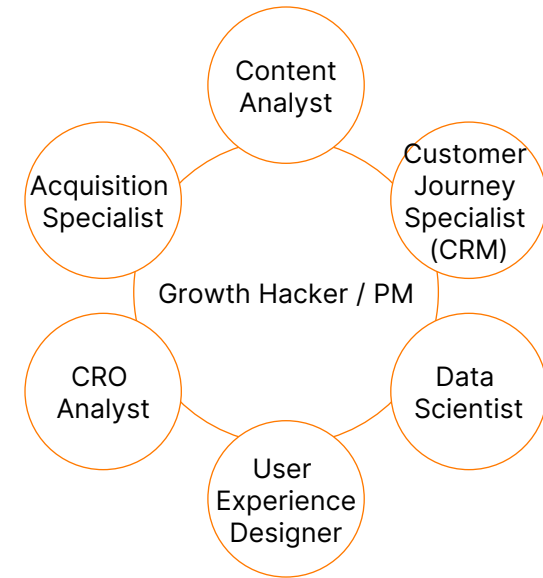 Content
Analyst
Customer
Journey
Specialist
(CRM)
Acquisition
Specialist
Growth Hacker / PM
CRO
Analyst
Data
Scientist
User
Experience
Designer